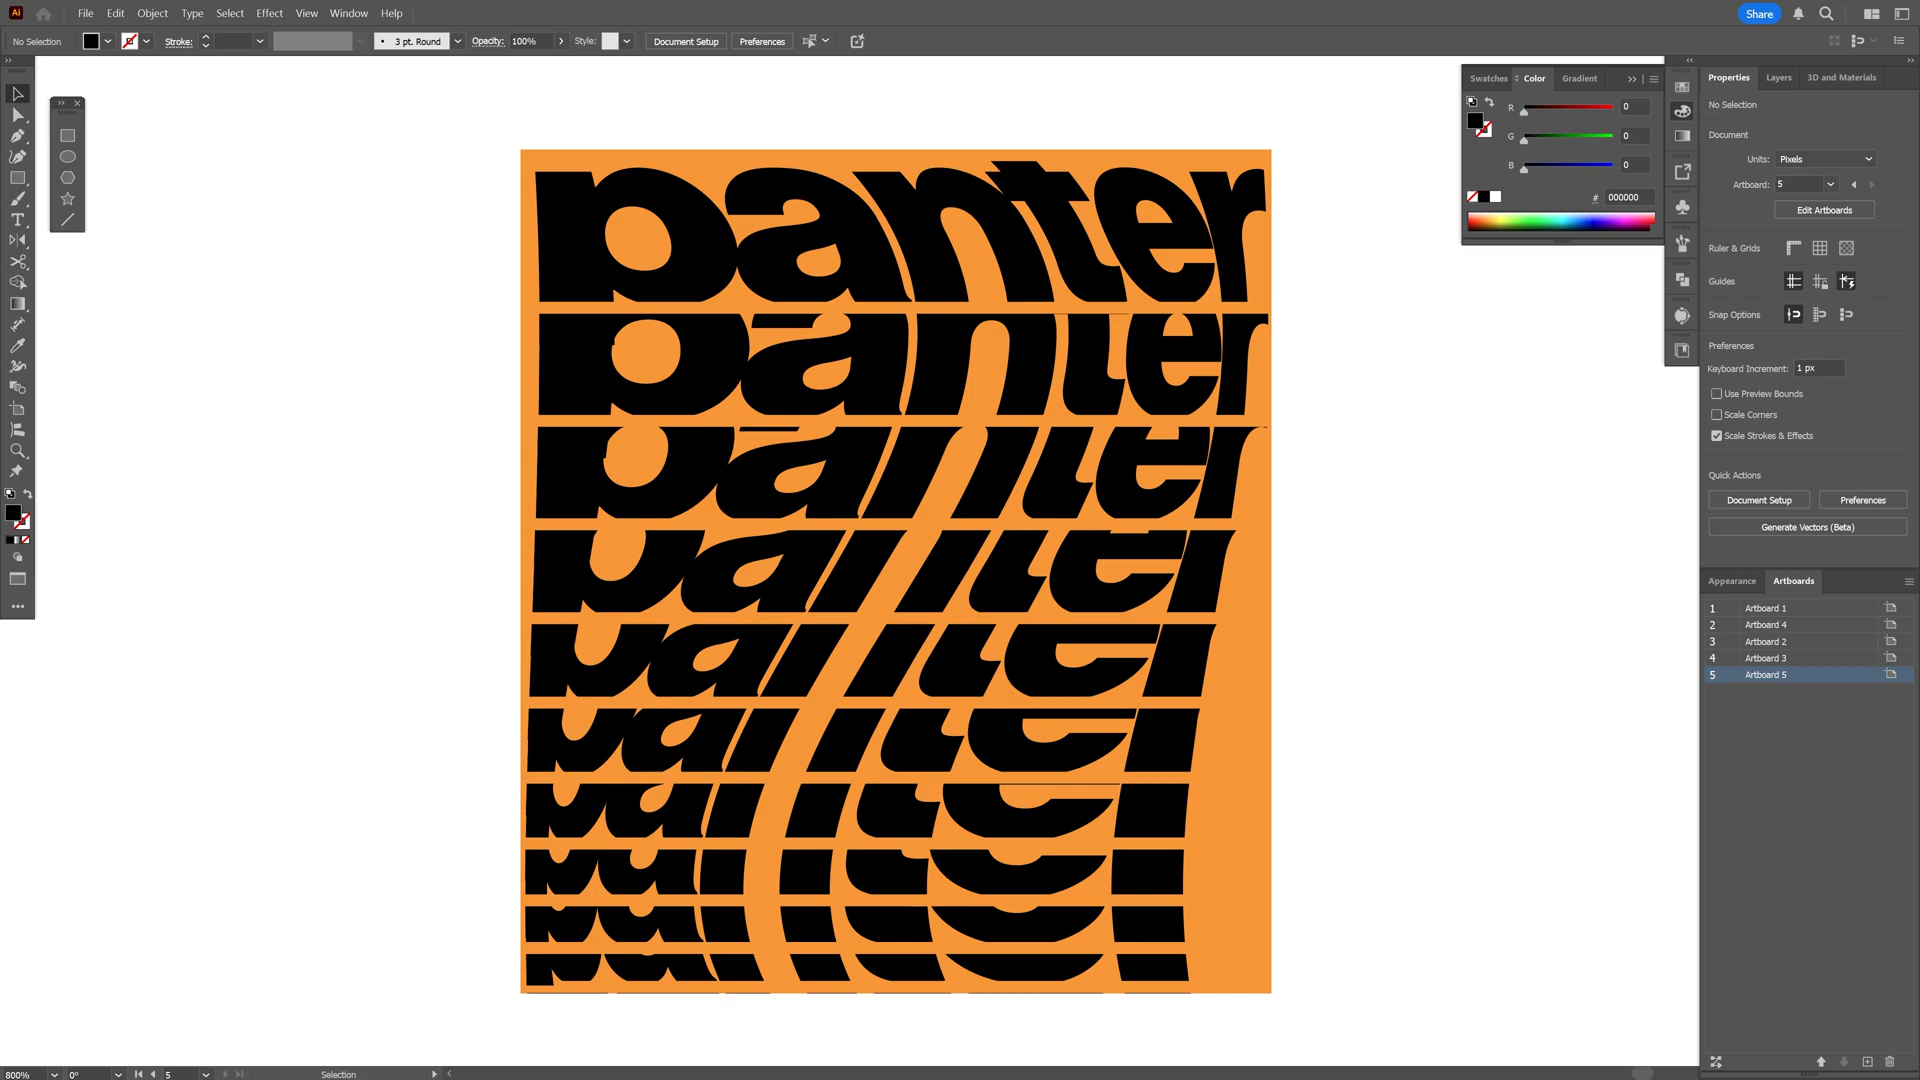 Ai
File Edit Object Type Select Effect View Window Help
Share
No Selection
Stroke:
3 pt. Round
Opacity: 100%
Style:
Document Setup
Preferences
Swatches
Color
Gradient
R 0
G 0
B 0
# 000000
Properties
Layers
3D and Materials
No Selection
Document
Units: Pixels
Artboard: 5
Edit Artboards
Ruler & Grids
Guides
Snap Options
Preferences
Keyboard Increment: 1 px
Use Preview Bounds
Scale Corners
Scale Strokes & Effects
Quick Actions
Document Setup
Preferences
Generate Vectors (Beta)
Appearance
Artboards
1 Artboard 1
2 Artboard 4
3 Artboard 2
4 Artboard 3
5 Artboard 5
panter
panter
800%
0°
5
Selection